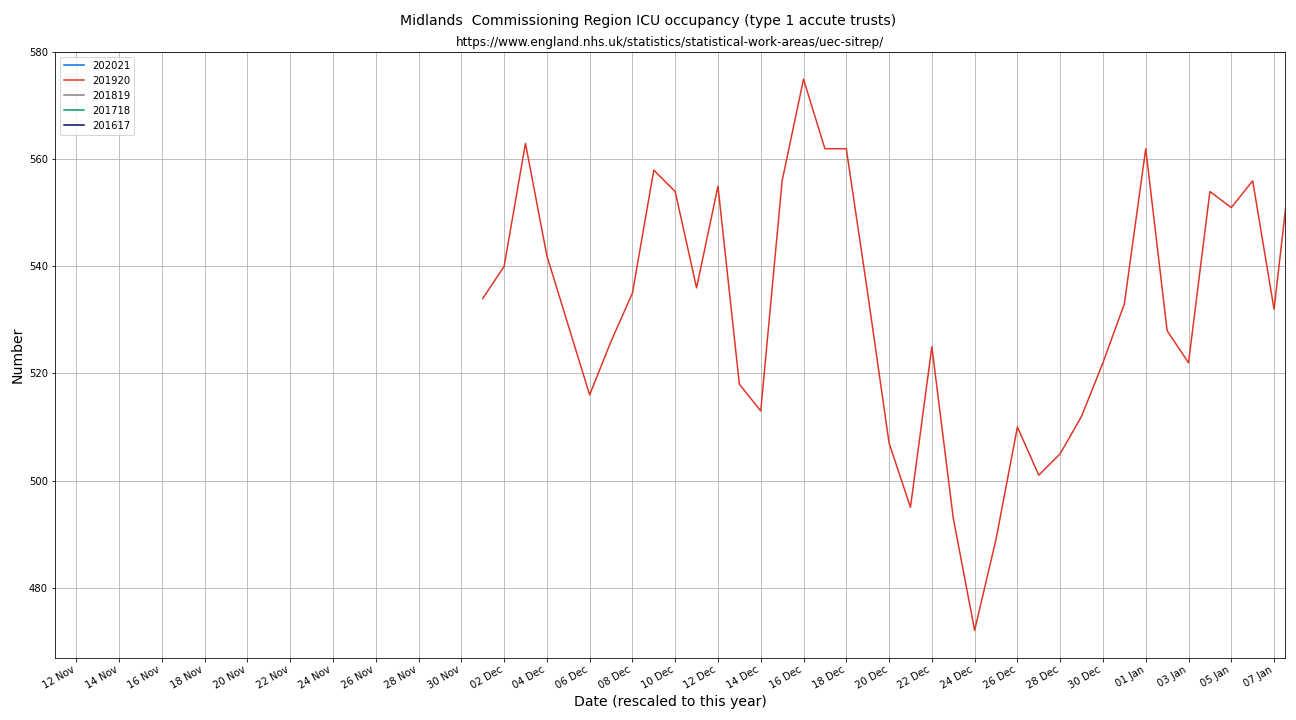 Midlands  Commissioning Region ICU occupancy (type 1 accute trusts)
https://www.england.nhs.uk/statistics/statistical-work-areas/uec-sitrep/
580
560
540
520
500
480
Number
202021
201920
201819
201718
201617
12 Nov
14 Nov
16 Nov
18 Nov
20 Nov
22 Nov
24 Nov
26 Nov
28 Nov
30 Nov
02 Dec
04 Dec
06 Dec
08 Dec
10 Dec
12 Dec
14 Dec
16 Dec
18 Dec
20 Dec
22 Dec
24 Dec
26 Dec
28 Dec
30 Dec
01 Jan
03 Jan
05 Jan
07 Jan
Date (rescaled to this year)